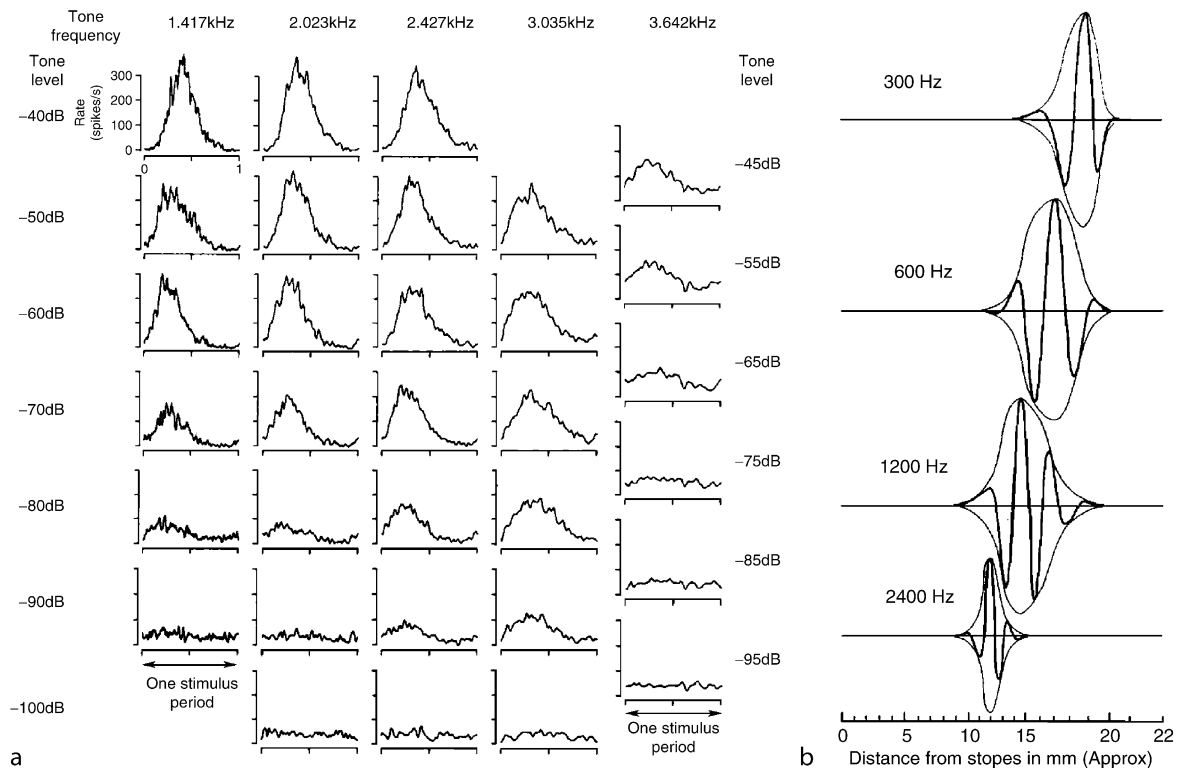 Tone
frequency
1.417kHz
2.023kHz
2.427kHz
3.035kHz
3.642kHz
Tone
level
Rate
(spikes/s)
300
200
100
0
0
1
−40dB
−50dB
−60dB
−70dB
−80dB
−90dB
−100dB
One stimulus
period
Tone
level
−45dB
−55dB
−65dB
−75dB
−85dB
−95dB
One stimulus
period
a
300 Hz
600 Hz
1200 Hz
2400 Hz
0 5 10 15 20 22
Distance from stopes in mm (Approx)
b